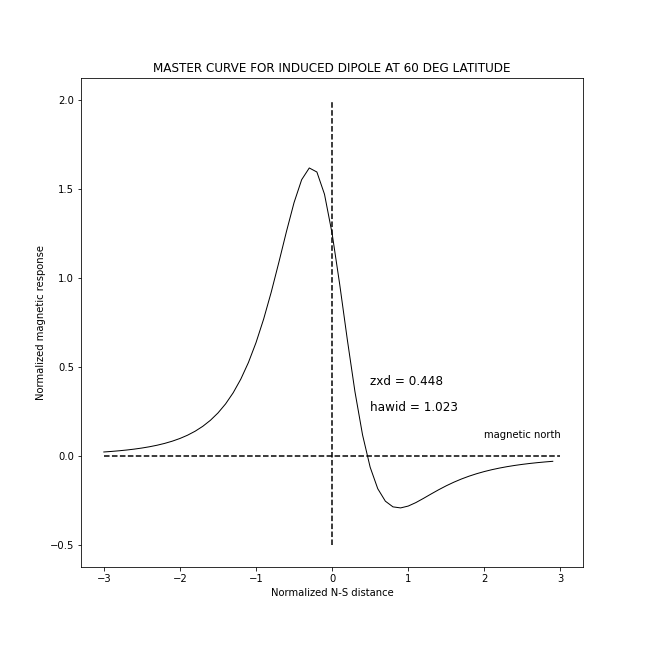 MASTER CURVE FOR INDUCED DIPOLE AT 60 DEG LATITUDE
2.0
1.5
1.0
0.5
0.0
−0.5
Normalized magnetic response
zxd = 0.448
hawid = 1.023
magnetic north
−3
−2
−1
0
1
2
3
Normalized N-S distance